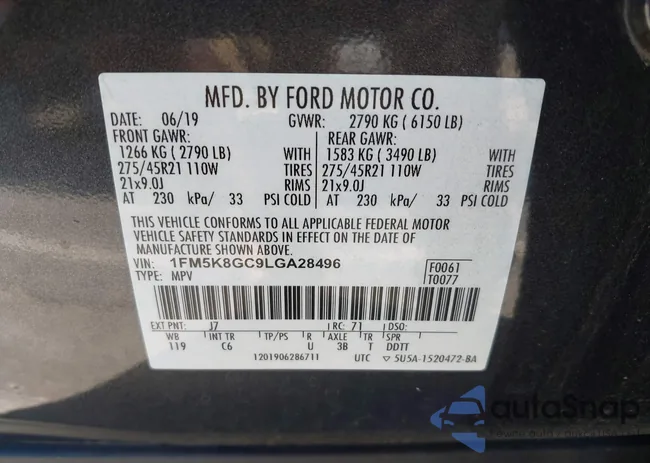 MFD. BY FORD MOTOR CO.
DATE: 06/19 GVWR: 2790 KG ( 6150 LB)
FRONT GAWR: REAR GAWR:
1266 KG ( 2790 LB) WITH 1583 KG ( 3490 LB) WITH
275/45R21 110W TIRES 275/45R21 110W TIRES
21x9.0J RIMS 21x9.0J RIMS
AT 230 kPa/ 33 PSI COLD AT 230 kPa/ 33 PSI COLD
THIS VEHICLE CONFORMS TO ALL APPLICABLE FEDERAL MOTOR
VEHICLE SAFETY STANDARDS IN EFFECT ON THE DATE OF
MANUFACTURE SHOWN ABOVE.
VIN: 1FM5K8GC9LGA28496 F0061
TYPE: MPV T0077
EXT PNT: J7 RC: 71 DSO:
WB INT TR TP/PS R AXLE TR SPR
119 C6 U 3B T DDTT
1201906286711 UTC ▽ 5U5A-1520472-BA
autoSnap